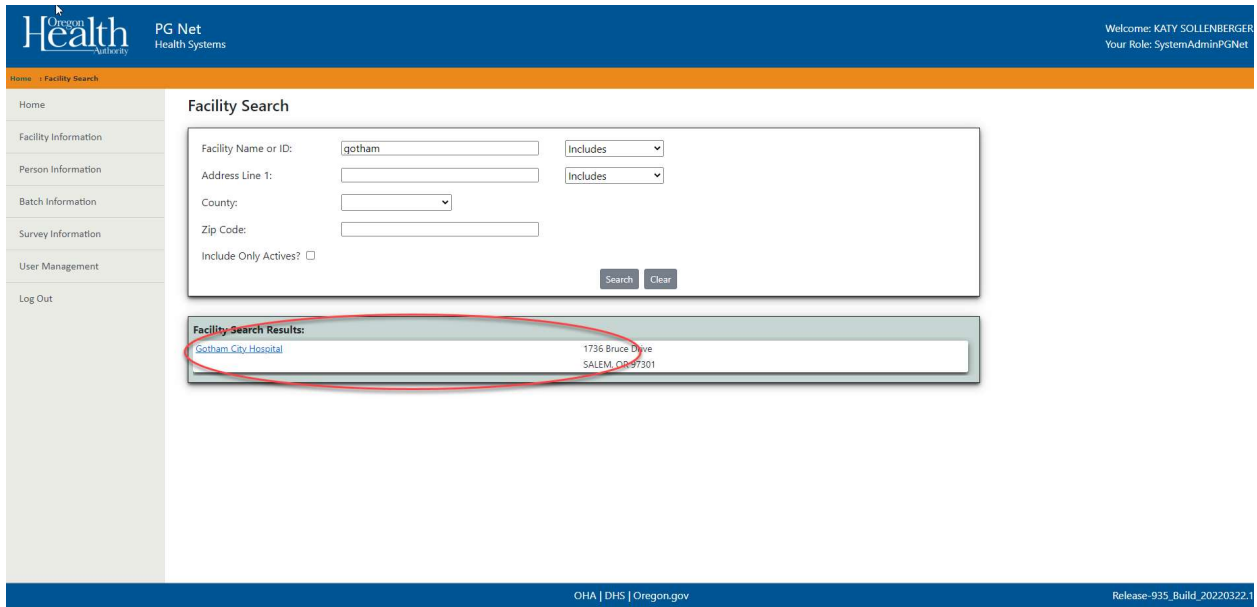 Oregon
Health
Authority
PG Net
Health Systems
Welcome: KATY SOLLENBERGER
Your Role: SystemAdminPGNet
Home : Facility Search
Home
Facility Information
Person Information
Batch Information
Survey Information
User Management
Log Out
Facility Search
Facility Name or ID: gotham Includes
Address Line 1: Includes
County:
Zip Code:
Include Only Actives?
Search Clear
Facility Search Results:
Gotham City Hospital 1736 Bruce Drive
SALEM, OR 97301
OHA | DHS | Oregon.gov
Release-935_Build_20220322.1